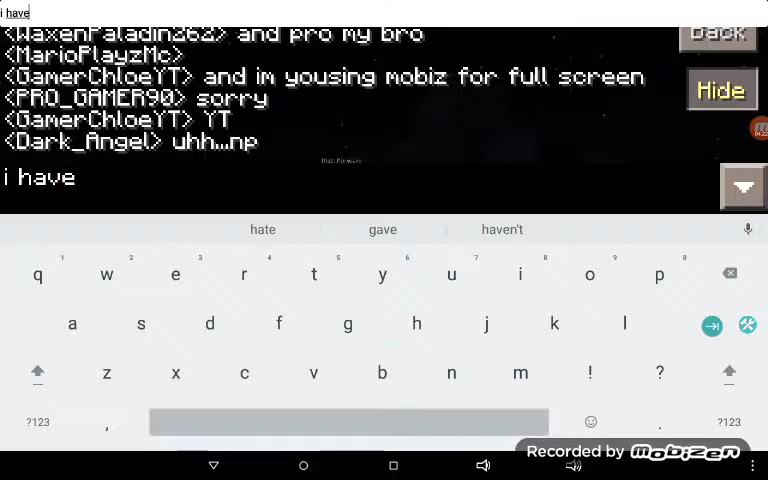 i have
<WaxenPaladin262> and pro my bro
<MarioPlayzMc>
<GamerChloeYT> and im yousing mobiz for full screen
<PRO_GAMER90> sorry
<GamerChloeYT> YT
<Dark_Angel> uhh...np
Back
Hide
i have
hate gave haven't
1 2 3 4 5 6 7 8 9 0
q w e r t y u i o p
a s d f g h j k l
z x c v b n m ! ?
?123 , . ?123
Recorded by mobizen